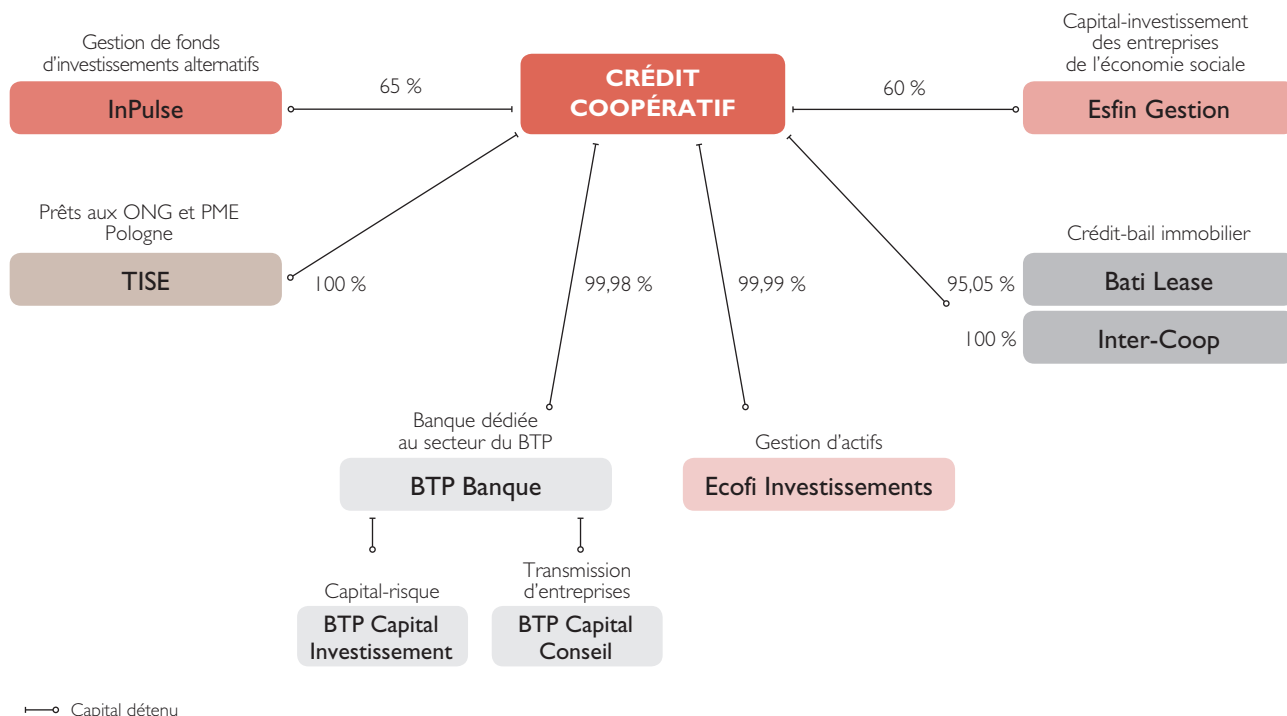 Gestion de fonds
d’investissements alternatifs
InPulse
65 %
CRÉDIT
COOPÉRATIF
60 %
Capital-investissement
des entreprises
de l’économie sociale
Esfin Gestion
Prêts aux ONG et PME
Pologne
TISE
100 %
99,98 %
99,99 %
95,05 %
Crédit-bail immobilier
Bati Lease
100 %
Inter-Coop
Banque dédiée
au secteur du BTP
BTP Banque
Gestion d’actifs
Ecofi Investissements
Capital-risque
BTP Capital
Investissement
Transmission
d’entreprises
BTP Capital
Conseil
Capital détenu